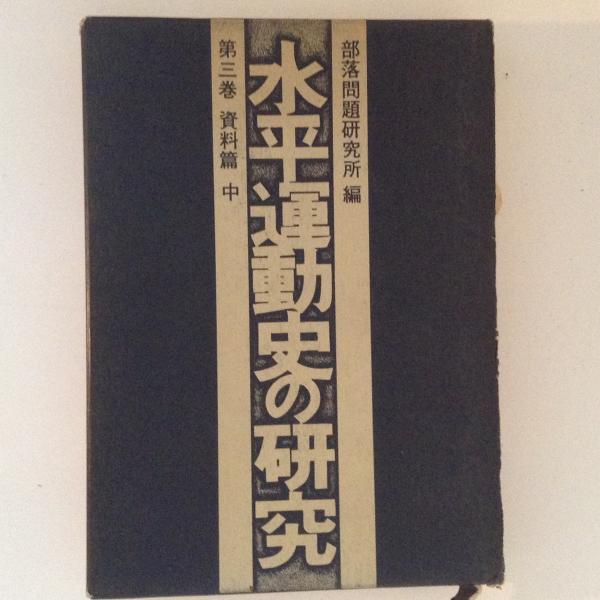 部落問題研究所 編
水平運動史の研究
第三巻 資料篇 中